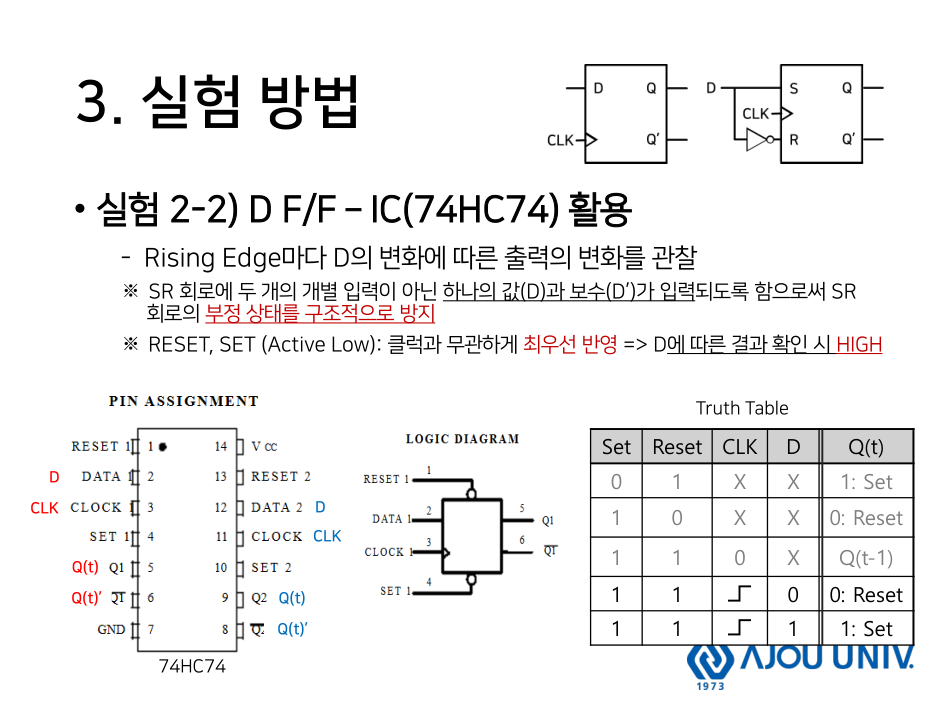 3. 실험 방법
D Q
CLK Q'
D S Q
CLK
R Q'
• 실험 2-2) D F/F – IC(74HC74) 활용
- Rising Edge마다 D의 변화에 따른 출력의 변화를 관찰
※ SR 회로에 두 개의 개별 입력이 아닌 하나의 값(D)과 보수(D')가 입력되도록 함으로써 SR
회로의 부정 상태를 구조적으로 방지
※ RESET, SET (Active Low): 클럭과 무관하게 최우선 반영 => D에 따른 결과 확인 시 HIGH
PIN ASSIGNMENT
RESET 1 1 14 VCC
D DATA 1 2 13 RESET 2
CLK CLOCK 1 3 12 DATA 2 D
SET 1 4 11 CLOCK CLK
Q(t) Q1 5 10 SET 2
Q(t)' Q1 6 9 Q2 Q(t)
GND 7 8 Q2 Q(t)'
74HC74
LOGIC DIAGRAM
RESET 1 1
DATA 1 2 5 Q1
CLOCK 1 3 6 Q1
SET 1 4
Truth Table
Set Reset CLK D Q(t)
0 1 X X 1: Set
1 0 X X 0: Reset
1 1 0 X Q(t-1)
1 1 0 0: Reset
1 1 1 1: Set
AJOU UNIV.
1973